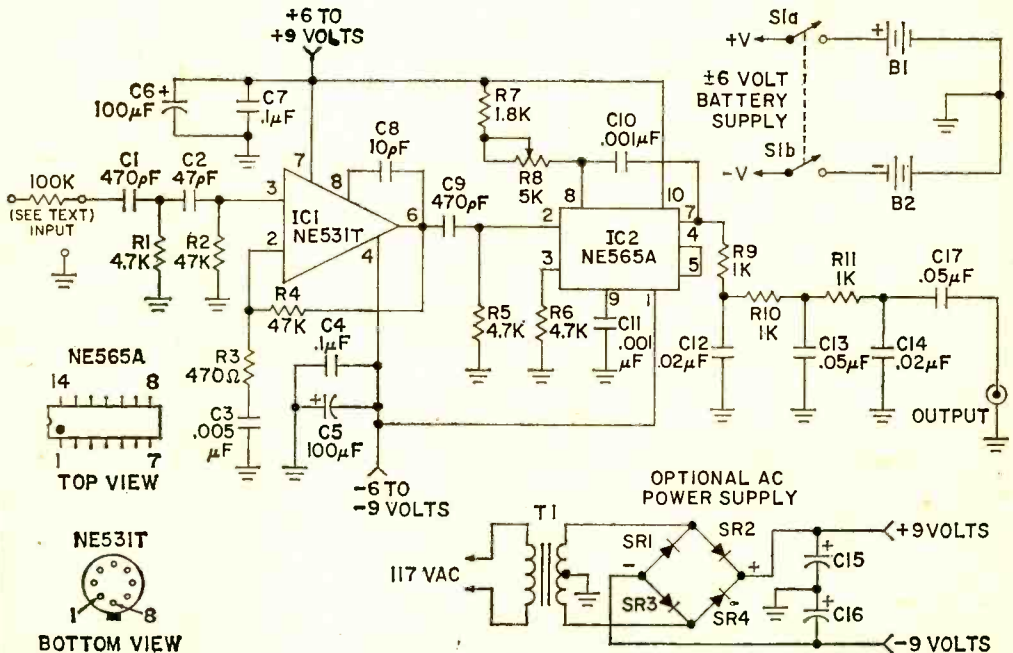 +6 TO
+9 VOLTS
C6 +
100µF
C7
.1µF
C8
10pF
R7
1.8K
R8
5K
C10
.001µF
S1a
+V
+
B1
±6 VOLT
BATTERY
SUPPLY
S1b
-V
-
B2
100K
(SEE TEXT)
INPUT
C1
470pF
C2
47pF
R1
4.7K
R2
47K
7
8
3
2
6
4
IC1
NE531T
C9
470pF
R4
47K
R3
470Ω
C3
.005
µF
C4
.1µF
+
C5
100µF
-6 TO
-9 VOLTS
R5
4.7K
R6
4.7K
8
10
2
7
4
3
5
9
1
IC2
NE565A
C11
.001
µF
R9
1K
R10
1K
R11
1K
C17
.05µF
C12
.02µF
C13
.05µF
C14
.02µF
OUTPUT
NE565A
14 8
1 7
TOP VIEW
NE531T
1 8
BOTTOM VIEW
OPTIONAL AC
POWER SUPPLY
T1
117 VAC
SR1
SR2
SR3
SR4
-
+
+
C15
+
C16
+9 VOLTS
-9 VOLTS